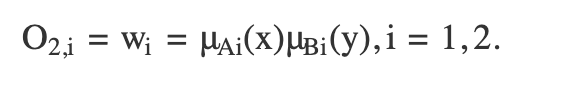 O₂,ᵢ = wᵢ = μAi(x)μBi(y), i = 1,2.